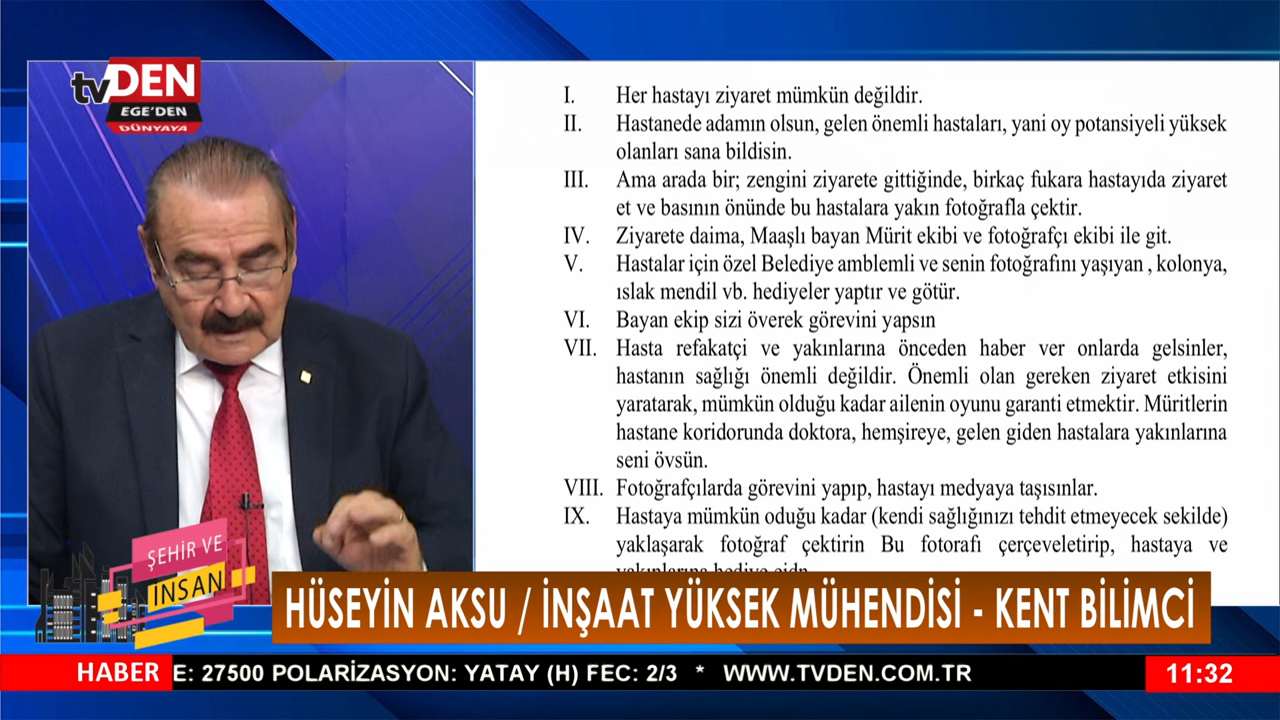 tvDEN
EGE'DEN
DÜNYAYA
I. Her hastayı ziyaret mümkün değildir.
II. Hastanede adamın olsun, gelen önemli hastaları, yani oy potansiyeli yüksek
olanları sana bildisin.
III. Ama arada bir; zengini ziyarete gittiğinde, birkaç fukara hastayıda ziyaret
et ve basının önünde bu hastalara yakın fotoğrafla çektir.
IV. Ziyarete daima, Maaşlı bayan Mürit ekibi ve fotoğrafçı ekibi ile git.
V. Hastalar için özel Belediye amblemli ve senin fotoğrafını yaşıyan , kolonya,
ıslak mendil vb. hediyeler yaptır ve götür.
VI. Bayan ekip sizi överek görevini yapsın
VII. Hasta refakatçi ve yakınlarına önceden haber ver onlarda gelsinler,
hastanın sağlığı önemli değildir. Önemli olan gereken ziyaret etkisini
yaratarak, mümkün olduğu kadar ailenin oyunu garanti etmektir. Müritlerin
hastane koridorunda doktora, hemşireye, gelen giden hastalara yakınlarına
seni övsün.
VIII. Fotoğrafçılarda görevini yapıp, hastayı medyaya taşısınlar.
IX. Hastaya mümkün oduğu kadar (kendi sağlığınızı tehdit etmeyecek sekilde)
yaklaşarak fotoğraf çektirin Bu fotorafı çerçeveletirip, hastaya ve
ŞEHİR VE
İNSAN
HÜSEYİN AKSU / İNŞAAT YÜKSEK MÜHENDİSİ - KENT BİLİMCİ
HABER E: 27500 POLARİZASYON: YATAY (H) FEC: 2/3 * WWW.TVDEN.COM.TR 11:32